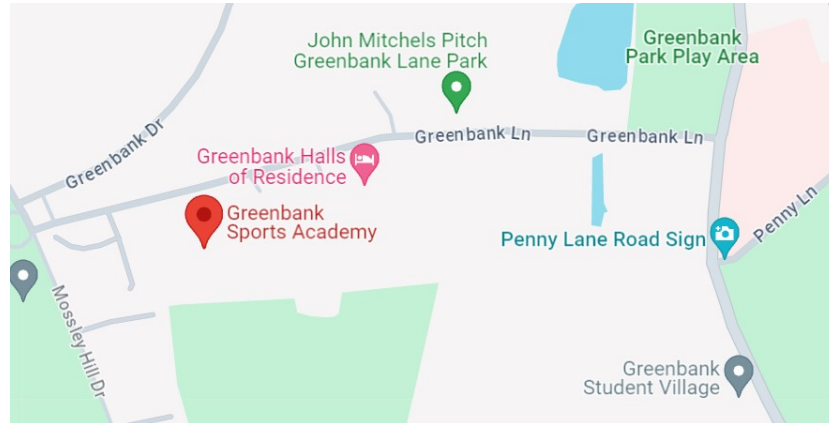 John Mitchels Pitch
Greenbank Lane Park
Greenbank
Park Play Area
Greenbank Dr
Greenbank Ln
Greenbank Ln
Greenbank Halls
of Residence
Greenbank
Sports Academy
Penny Lane Road Sign
Penny Ln
Mossley Hill Dr
Greenbank
Student Village